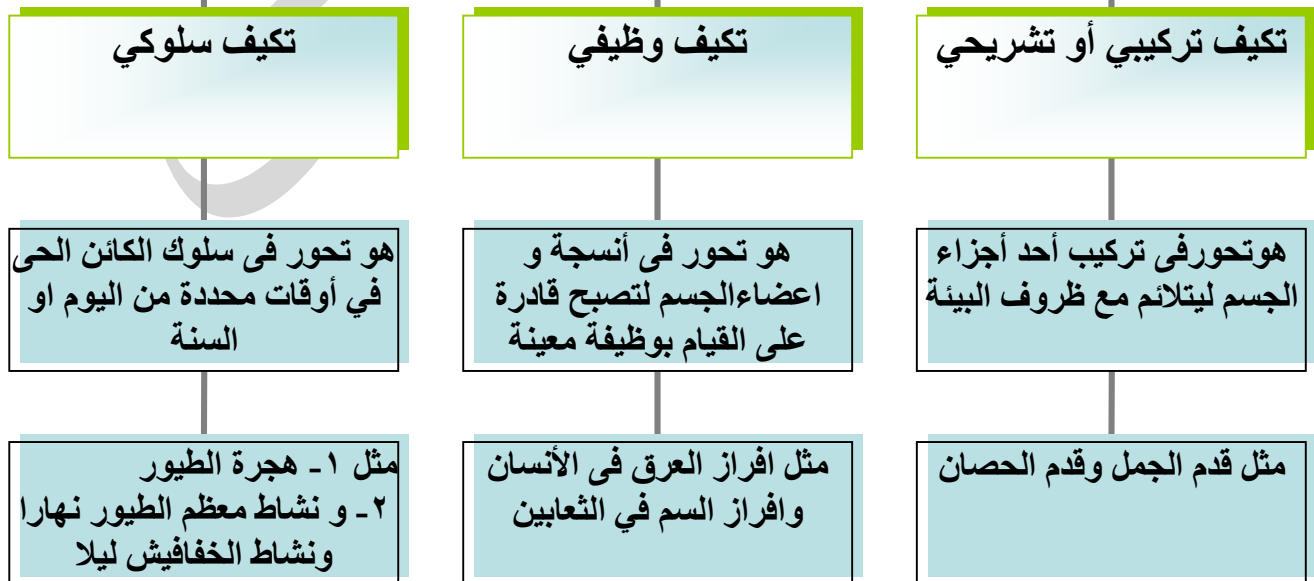 تكيف تركيبي أو تشريحي
هوتحورفى تركيب أحد أجزاء
الجسم ليتلائم مع ظروف البيئة
مثل قدم الجمل وقدم الحصان
تكيف وظيفي
هو تحور فى أنسجة و
اعضاءالجسم لتصبح قادرة
على القيام بوظيفة معينة
مثل افراز العرق فى الأنسان
وافراز السم في الثعابين
تكيف سلوكي
هو تحور فى سلوك الكائن الحى
في أوقات محددة من اليوم او
السنة
مثل ١- هجرة الطيور
٢- و نشاط معظم الطيور نهارا
ونشاط الخفافيش ليلا